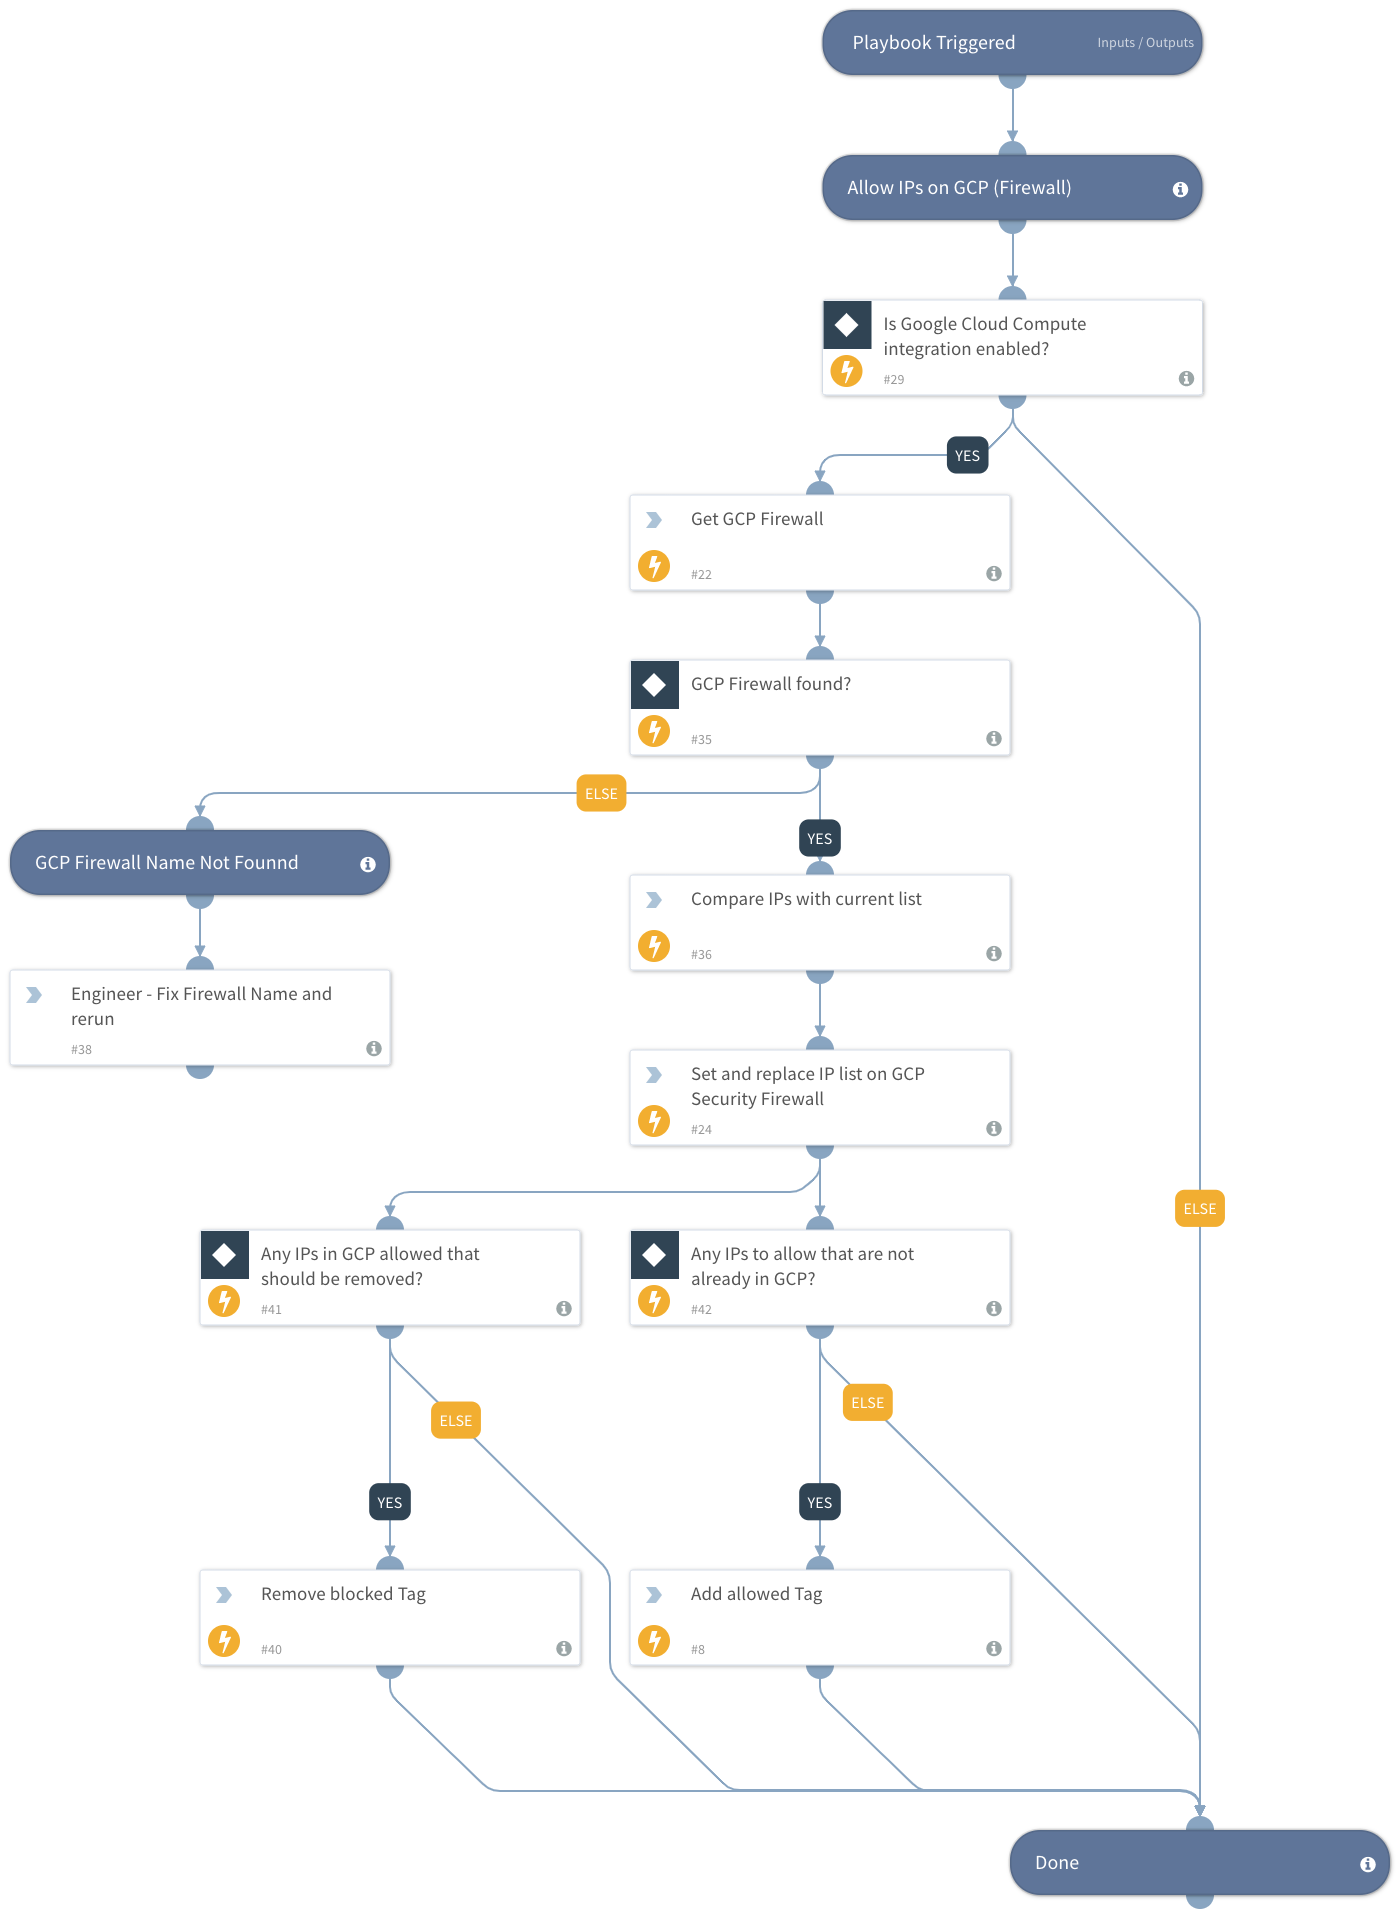 Playbook Triggered
Inputs / Outputs
Allow IPs on GCP (Firewall)
Is Google Cloud Compute
integration enabled?
#29
YES
Get GCP Firewall
#22
GCP Firewall found?
#35
ELSE
YES
GCP Firewall Name Not Founnd
Compare IPs with current list
#36
Engineer - Fix Firewall Name and
rerun
#38
Set and replace IP list on GCP
Security Firewall
#24
ELSE
Any IPs in GCP allowed that
should be removed?
#41
Any IPs to allow that are not
already in GCP?
#42
ELSE
ELSE
YES
YES
Remove blocked Tag
#40
Add allowed Tag
#8
Done